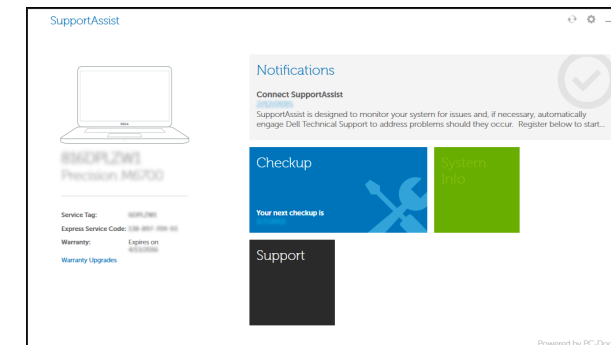 SupportAssist
Notifications
Connect SupportAssist
SupportAssist is designed to monitor your system for issues and, if necessary, automatically
engage Dell Technical Support to address problems should they occur. Register below to start...
DELL
Precision M6700
Checkup
Your next checkup is
System
Info
Service Tag:
Express Service Code:
Warranty: Expires on
Warranty Upgrades
Support
Powered by PC-Doc